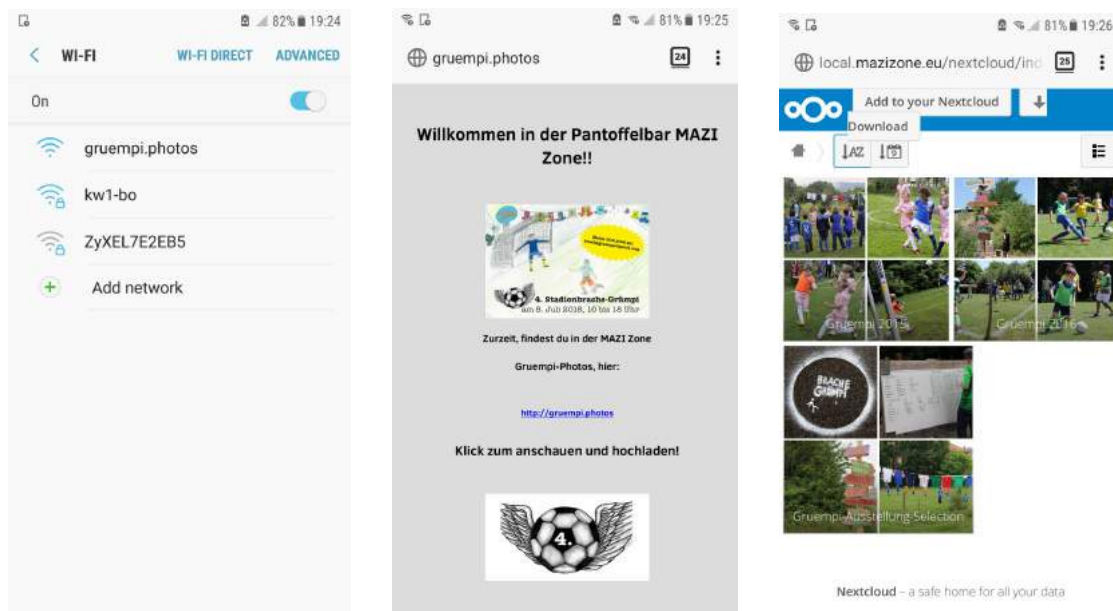 82% 19:24
WI-FI WI-FI DIRECT ADVANCED
On
gruempi.photos
kw1-bo
ZyXEL7E2EB5
Add network
81% 19:25
gruempi.photos 24
Willkommen in der Pantoffelbar MAZI
Zone!!
4. Stadionbrache-Grümpi
Zurzeit, findest du in der MAZI Zone
Gruempi-Photos, hier:
http://gruempi.photos
Klick zum anschauen und hochladen!
4.
81% 19:26
local.mazizone.eu/nextcloud/ind 25
Add to your Nextcloud
Download
AZ 9
Gruempi 2015
Gruempi 2016
BRACHE
GRÜMPI
Gruempi-Ausstellung-Selection
Nextcloud – a safe home for all your data